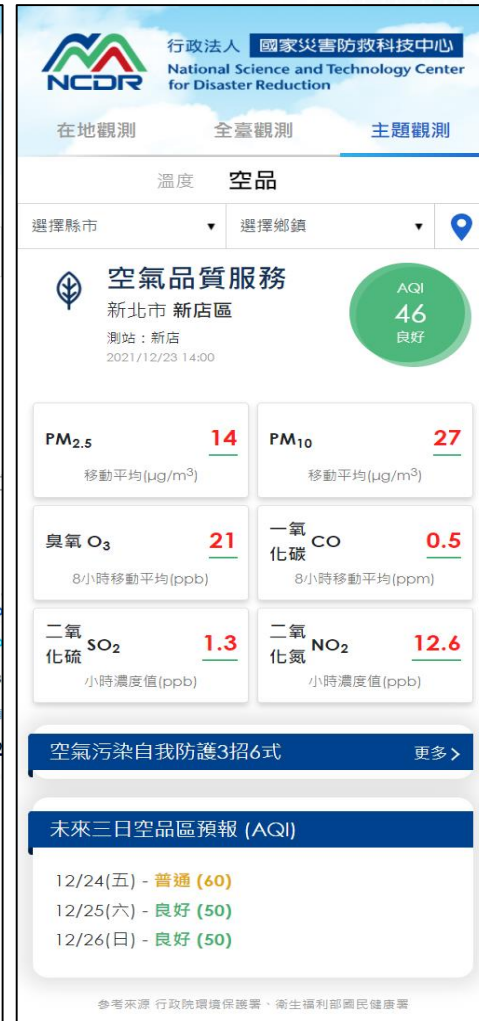 NCDR
行政法人 國家災害防救科技中心
National Science and Technology Center
for Disaster Reduction
在地觀測 全臺觀測 主題觀測
溫度 空品
選擇縣市 ▼ 選擇鄉鎮 ▼
空氣品質服務
新北市 新店區
測站：新店
2021/12/23 14:00
AQI
46
良好
PM2.5 14
移動平均(μg/m³)
PM10 27
移動平均(μg/m³)
臭氧 O3 21
8小時移動平均(ppb)
一氧化碳 CO 0.5
8小時移動平均(ppm)
二氧化硫 SO2 1.3
小時濃度值(ppb)
二氧化氮 NO2 12.6
小時濃度值(ppb)
空氣污染自我防護3招6式 更多 >
未來三日空品區預報 (AQI)
12/24(五) - 普通 (60)
12/25(六) - 良好 (50)
12/26(日) - 良好 (50)
參考來源 行政院環境保護署、衛生福利部國民健康署